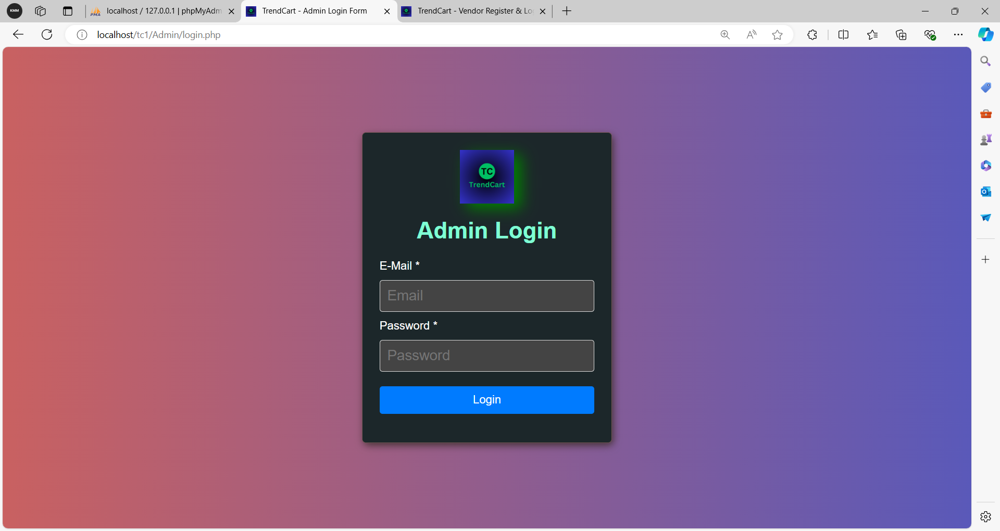 KMM
PMA
localhost / 127.0.0.1 | phpMyAdm
TrendCart - Admin Login Form
TrendCart - Vendor Register & Lo
localhost/tc1/Admin/login.php
TC
TrendCart
Admin Login
E-Mail *
Email
Password *
Password
Login